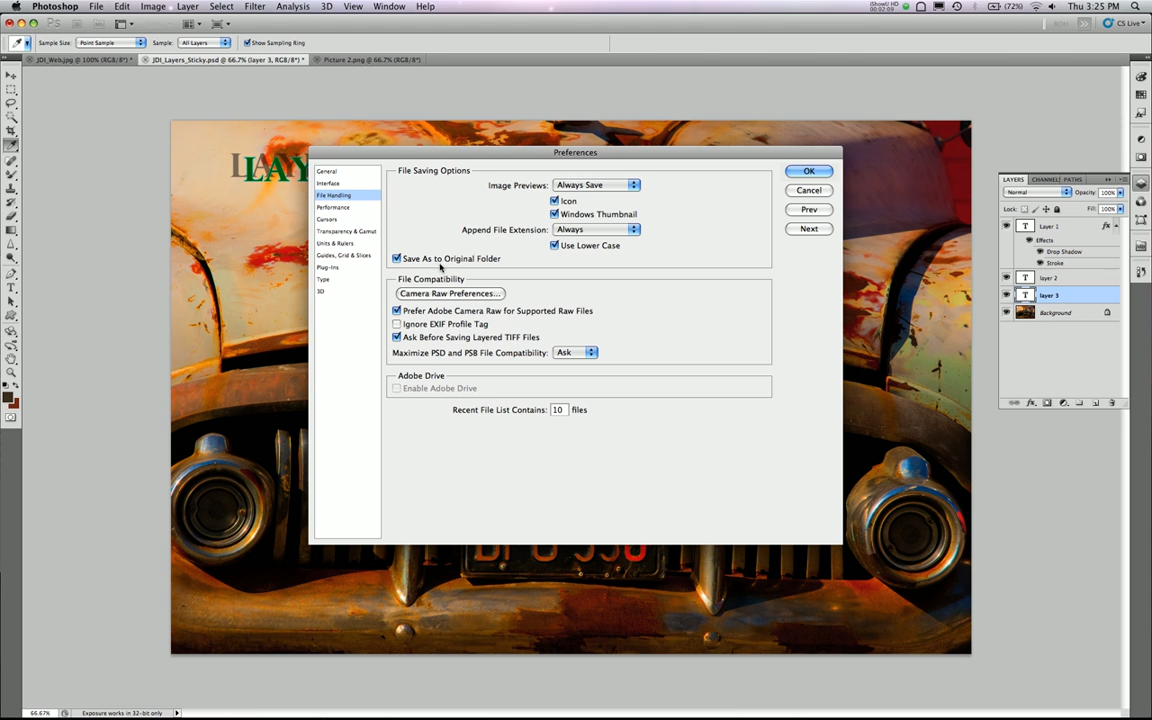 Photoshop File Edit Image Layer Select Filter Analysis 3D View Window Help
iShowU HD 00:02:09 (72%) Thu 3:25 PM
Ps CS Live
Sample Size: Point Sample Sample: All Layers Show Sampling Ring
JDI_Web.jpg @ 100% (RGB/8*) * JDI_Layers_Sticky.psd @ 66.7% (layer 3, RGB/8*) * Picture 2.png @ 66.7% (RGB/8*)
Preferences
General
Interface
File Handling
Performance
Cursors
Transparency & Gamut
Units & Rulers
Guides, Grid & Slices
Plug-Ins
Type
3D
File Saving Options
Image Previews: Always Save
Icon
Windows Thumbnail
Append File Extension: Always
Use Lower Case
Save As to Original Folder
File Compatibility
Camera Raw Preferences...
Prefer Adobe Camera Raw for Supported Raw Files
Ignore EXIF Profile Tag
Ask Before Saving Layered TIFF Files
Maximize PSD and PSB File Compatibility: Ask
Adobe Drive
Enable Adobe Drive
Recent File List Contains: 10 files
OK
Cancel
Prev
Next
LAYERS CHANNELS PATHS
Normal Opacity: 100%
Lock: Fill: 100%
T Layer 1 fx
Effects
Drop Shadow
Stroke
T layer 2
T layer 3
Background
66.67% Exposure works in 32-bit only